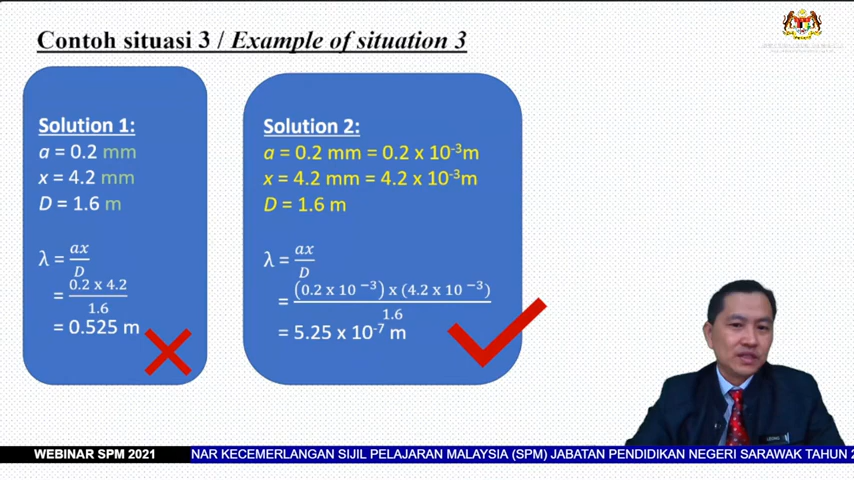 Contoh situasi 3 / Example of situation 3
Solution 1:
a = 0.2 mm
x = 4.2 mm
D = 1.6 m
λ = ax/D
= 0.2 x 4.2/1.6
= 0.525 m
Solution 2:
a = 0.2 mm = 0.2 x 10⁻³m
x = 4.2 mm = 4.2 x 10⁻³m
D = 1.6 m
λ = ax/D
= (0.2 x 10⁻³) x (4.2 x 10⁻³)/1.6
= 5.25 x 10⁻⁷ m
WEBINAR SPM 2021
NAR KECEMERLANGAN SIJIL PELAJARAN MALAYSIA (SPM) JABATAN PENDIDIKAN NEGERI SARAWAK TAHUN 2